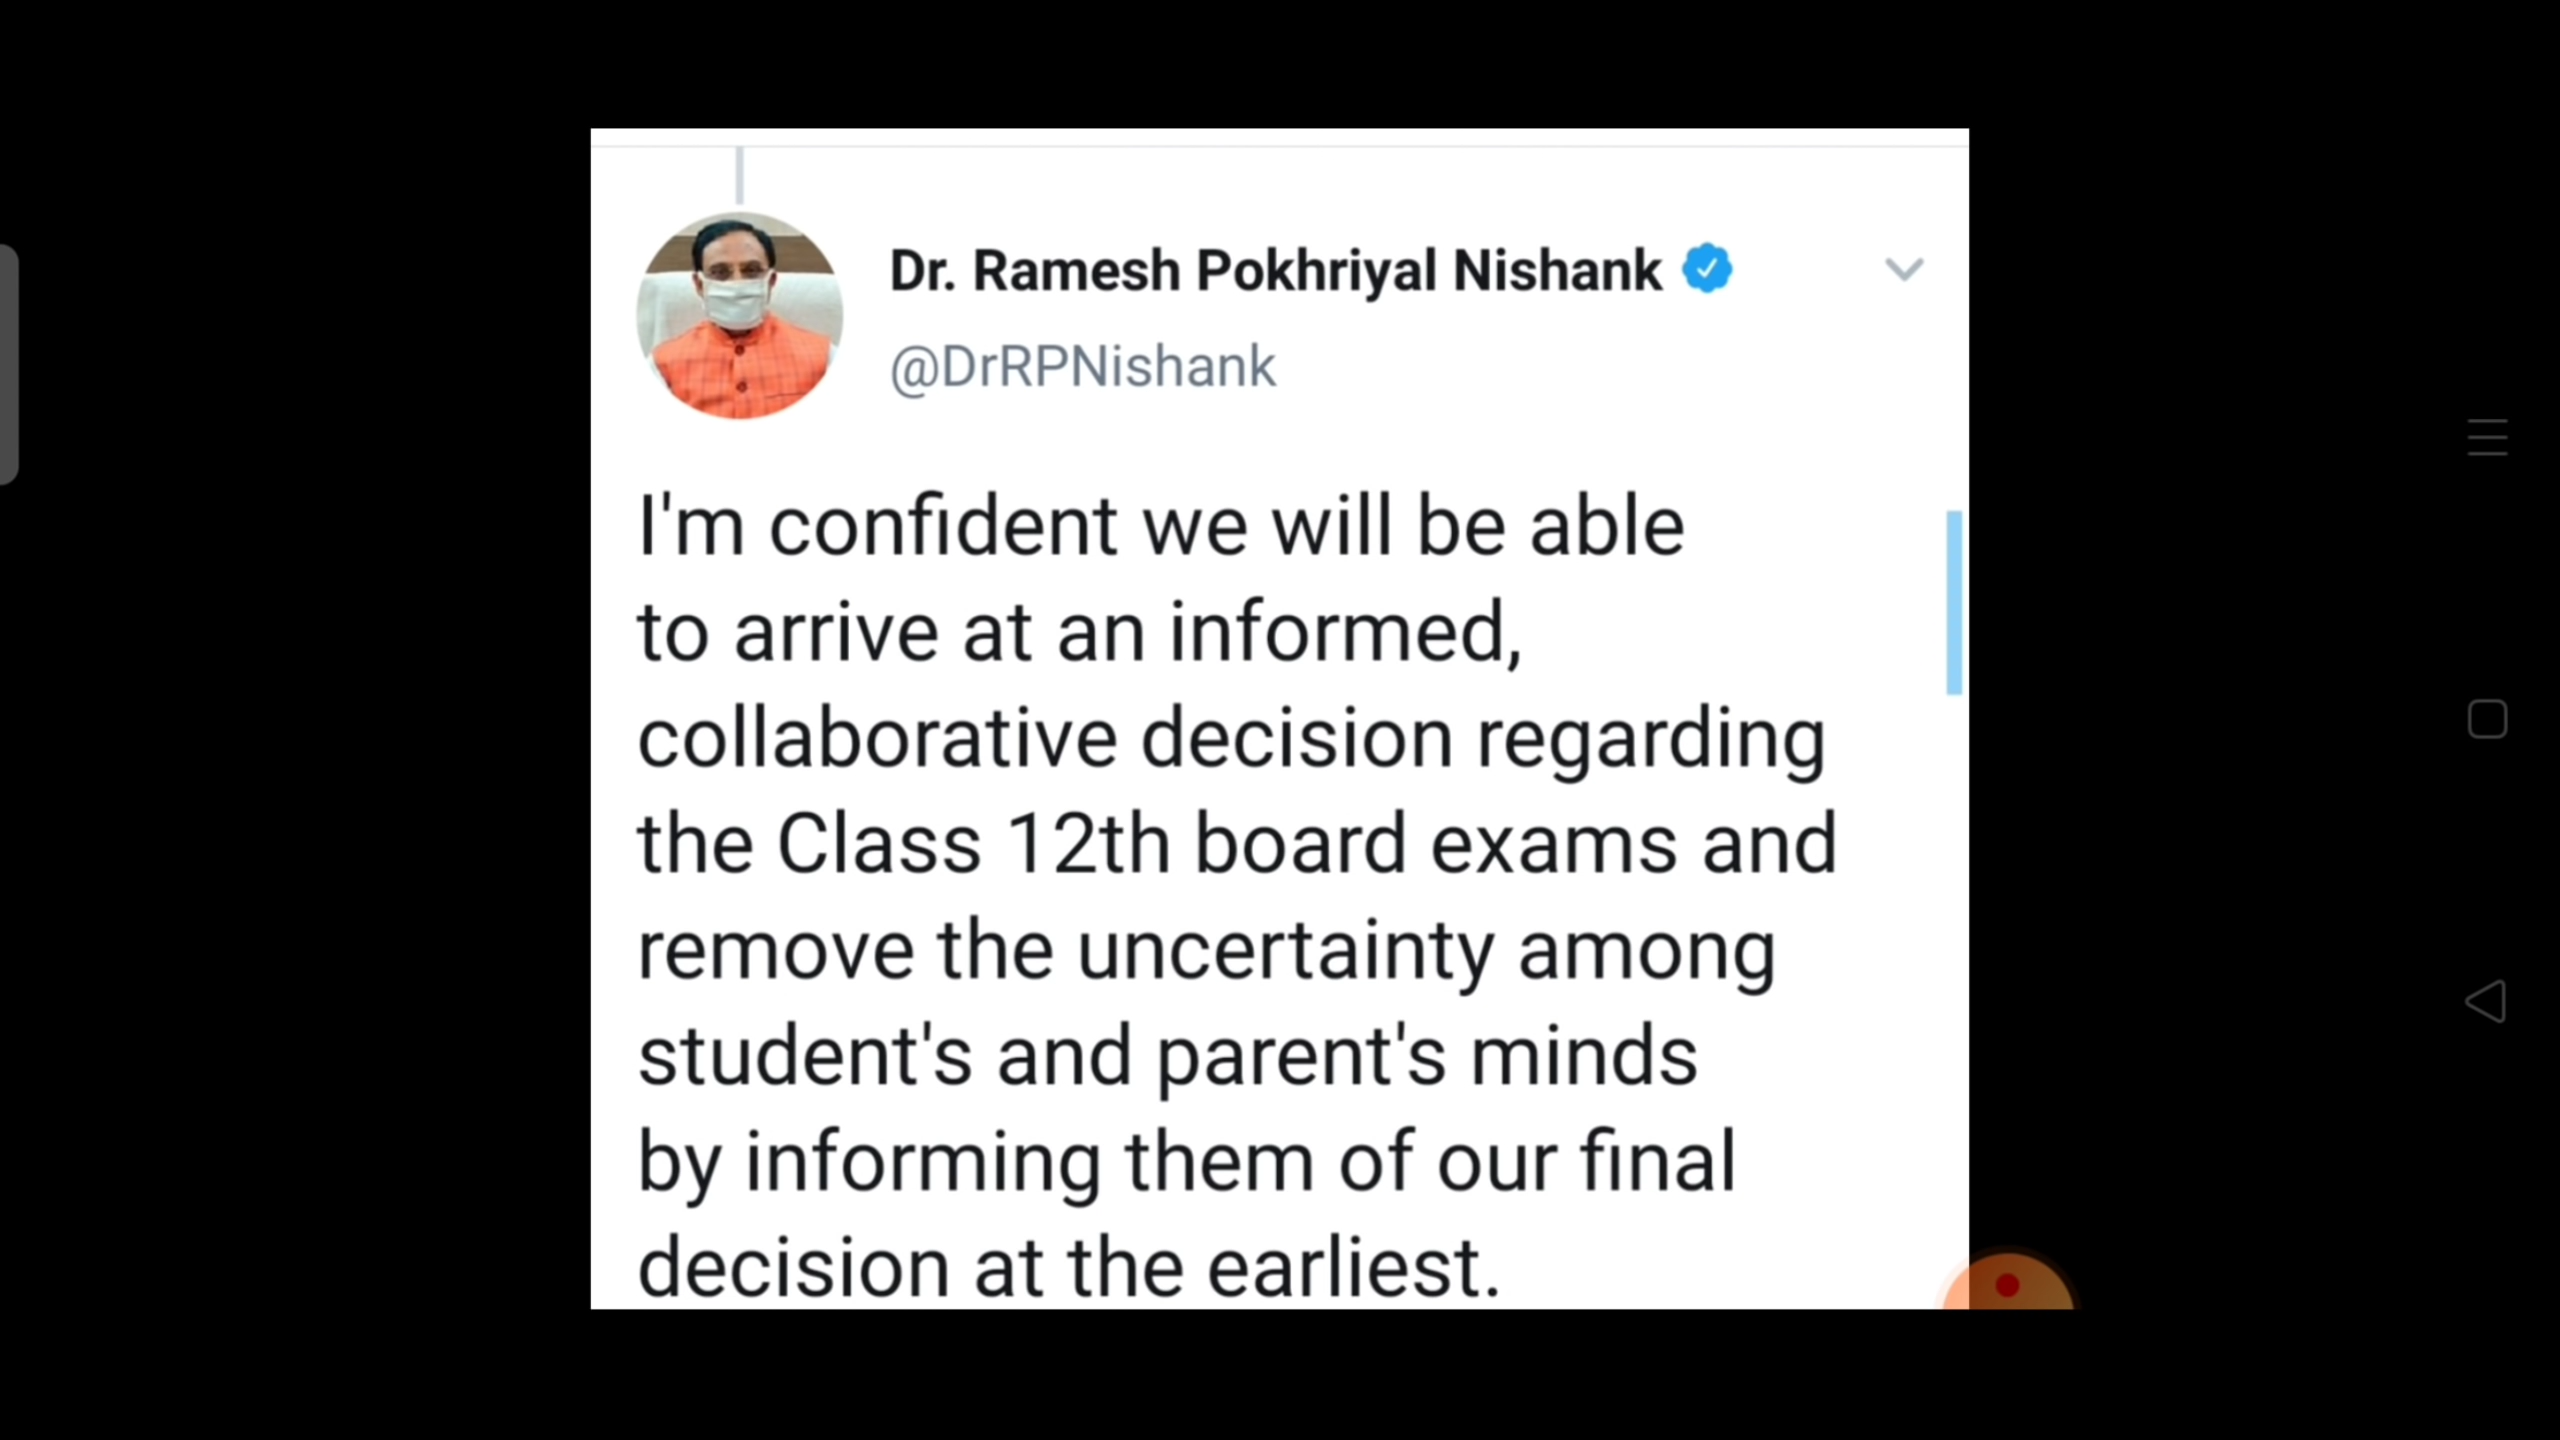 Dr. Ramesh Pokhriyal Nishank
@DrRPNishank
I'm confident we will be able
to arrive at an informed,
collaborative decision regarding
the Class 12th board exams and
remove the uncertainty among
student's and parent's minds
by informing them of our final
decision at the earliest.